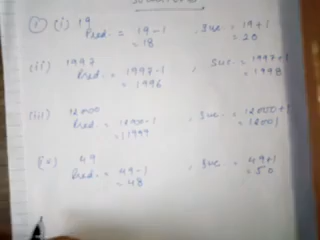 ① (i) 19
Pred. = 19-1 , Suc. = 19+1
= 18 = 20
(ii) 1997
Pred. = 1997-1 , Suc. = 1997+1
= 1996 = 1998
(iii) 12000
Pred. = 12000-1 , Suc. = 12000+1
= 11999 = 12001
(iv) 49
Pred. = 49-1 , Suc. = 49+1
= 48 = 50